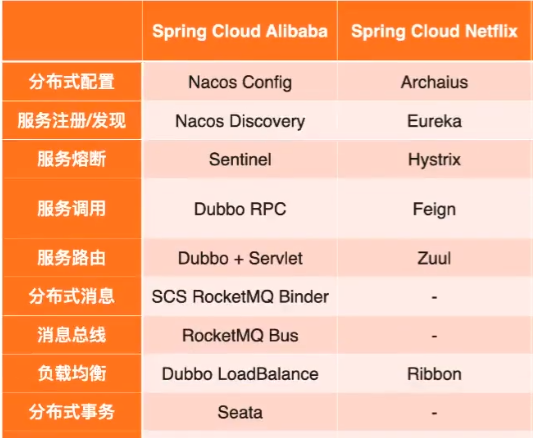 Spring Cloud Alibaba Spring Cloud Netflix
分布式配置 Nacos Config Archaius
服务注册/发现 Nacos Discovery Eureka
服务熔断 Sentinel Hystrix
服务调用 Dubbo RPC Feign
服务路由 Dubbo + Servlet Zuul
分布式消息 SCS RocketMQ Binder -
消息总线 RocketMQ Bus -
负载均衡 Dubbo LoadBalance Ribbon
分布式事务 Seata -